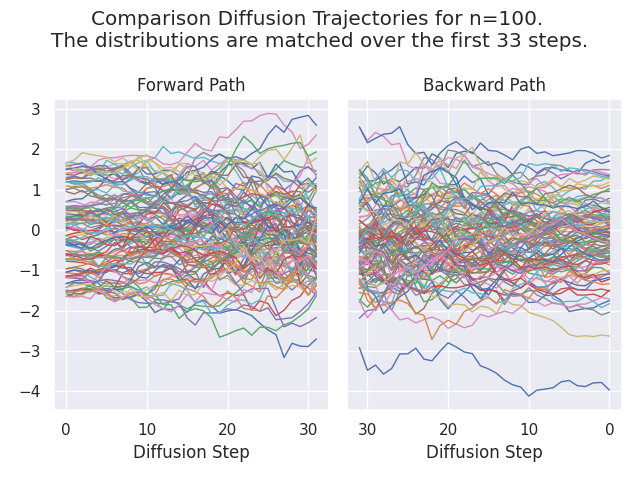 Comparison Diffusion Trajectories for n=100.
The distributions are matched over the first 33 steps.
Forward Path
Backward Path
3
2
1
0
−1
−2
−3
−4
0 10 20 30
30 20 10 0
Diffusion Step
Diffusion Step